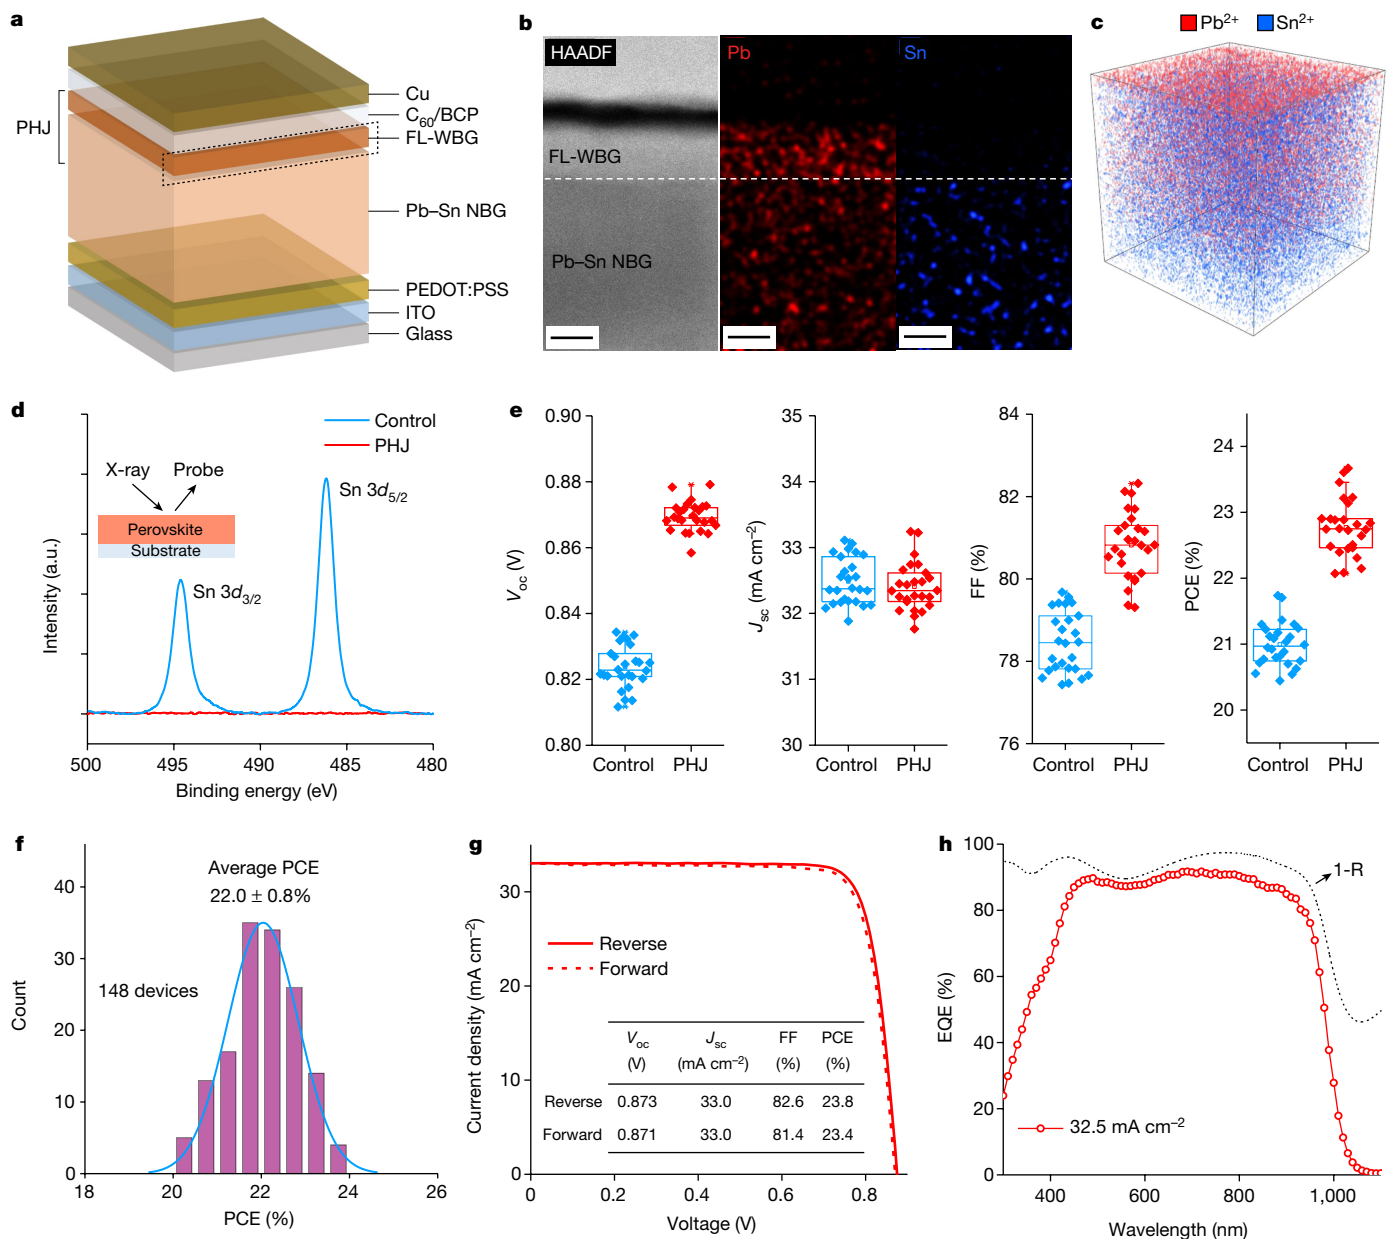 a
Cu
C60/BCP
PHJ
FL-WBG
Pb–Sn NBG
PEDOT:PSS
ITO
Glass
b
HAADF
Pb
Sn
FL-WBG
Pb–Sn NBG
c
Pb2+
Sn2+
d
Control
PHJ
X-ray
Probe
Perovskite
Substrate
Sn 3d5/2
Sn 3d3/2
Intensity (a.u.)
500
495
490
485
480
Binding energy (eV)
e
0.90
0.88
0.86
0.84
0.82
0.80
Voc (V)
Control
PHJ
35
34
33
32
31
30
Jsc (mA cm–2)
Control
PHJ
84
82
80
78
76
FF (%)
Control
PHJ
24
23
22
21
20
PCE (%)
Control
PHJ
f
Average PCE
22.0 ± 0.8%
148 devices
40
30
20
10
0
Count
18
20
22
24
26
PCE (%)
g
33
23
13
0
Current density (mA cm–2)
Reverse
Forward
Voc Jsc FF PCE
(V) (mA cm–2) (%) (%)
Reverse 0.873 33.0 82.6 23.8
Forward 0.871 33.0 81.4 23.4
0
0.2
0.4
0.6
0.8
Voltage (V)
h
100
80
60
40
20
0
EQE (%)
1-R
32.5 mA cm–2
400
600
800
1,000
Wavelength (nm)